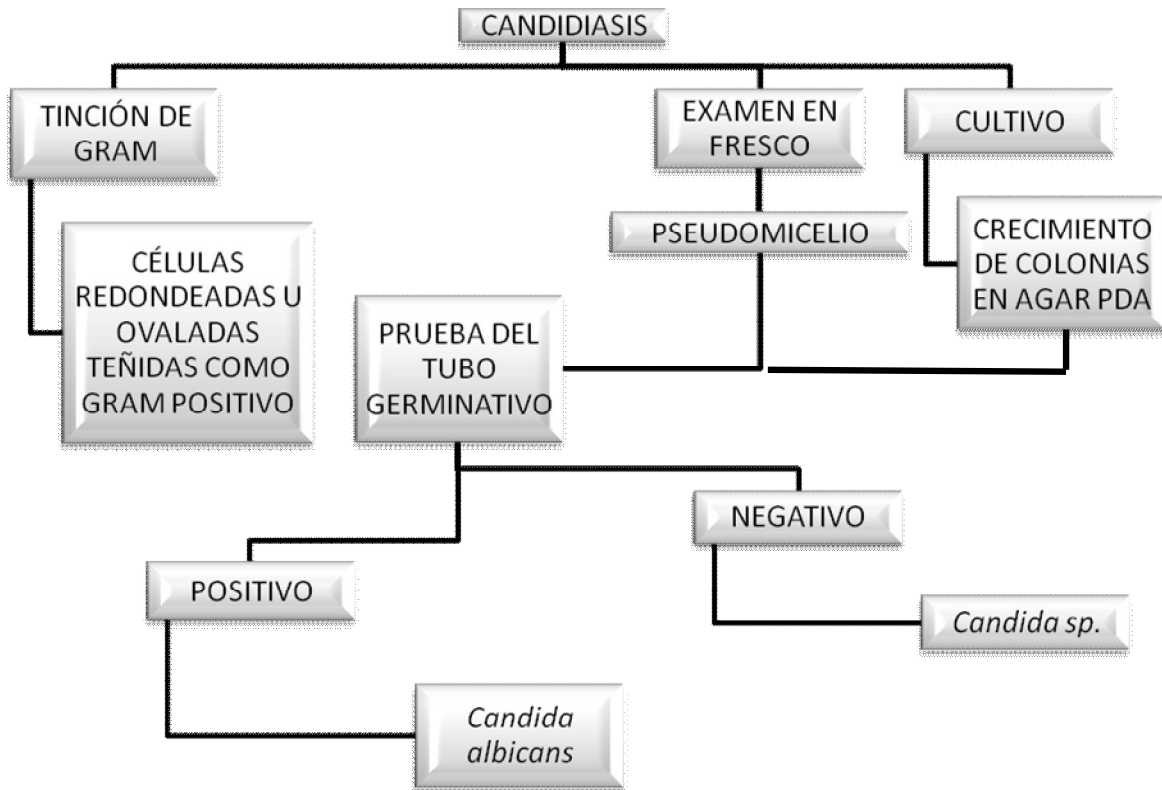 CANDIDIASIS
TINCIÓN DE
GRAM
EXAMEN EN
FRESCO
CULTIVO
CÉLULAS
REDONDEADAS U
OVALADAS
TEÑIDAS COMO
GRAM POSITIVO
PSEUDOMICELIO
CRECIMIENTO
DE COLONIAS
EN AGAR PDA
PRUEBA DEL
TUBO
GERMINATIVO
NEGATIVO
POSITIVO
Candida sp.
Candida
albicans